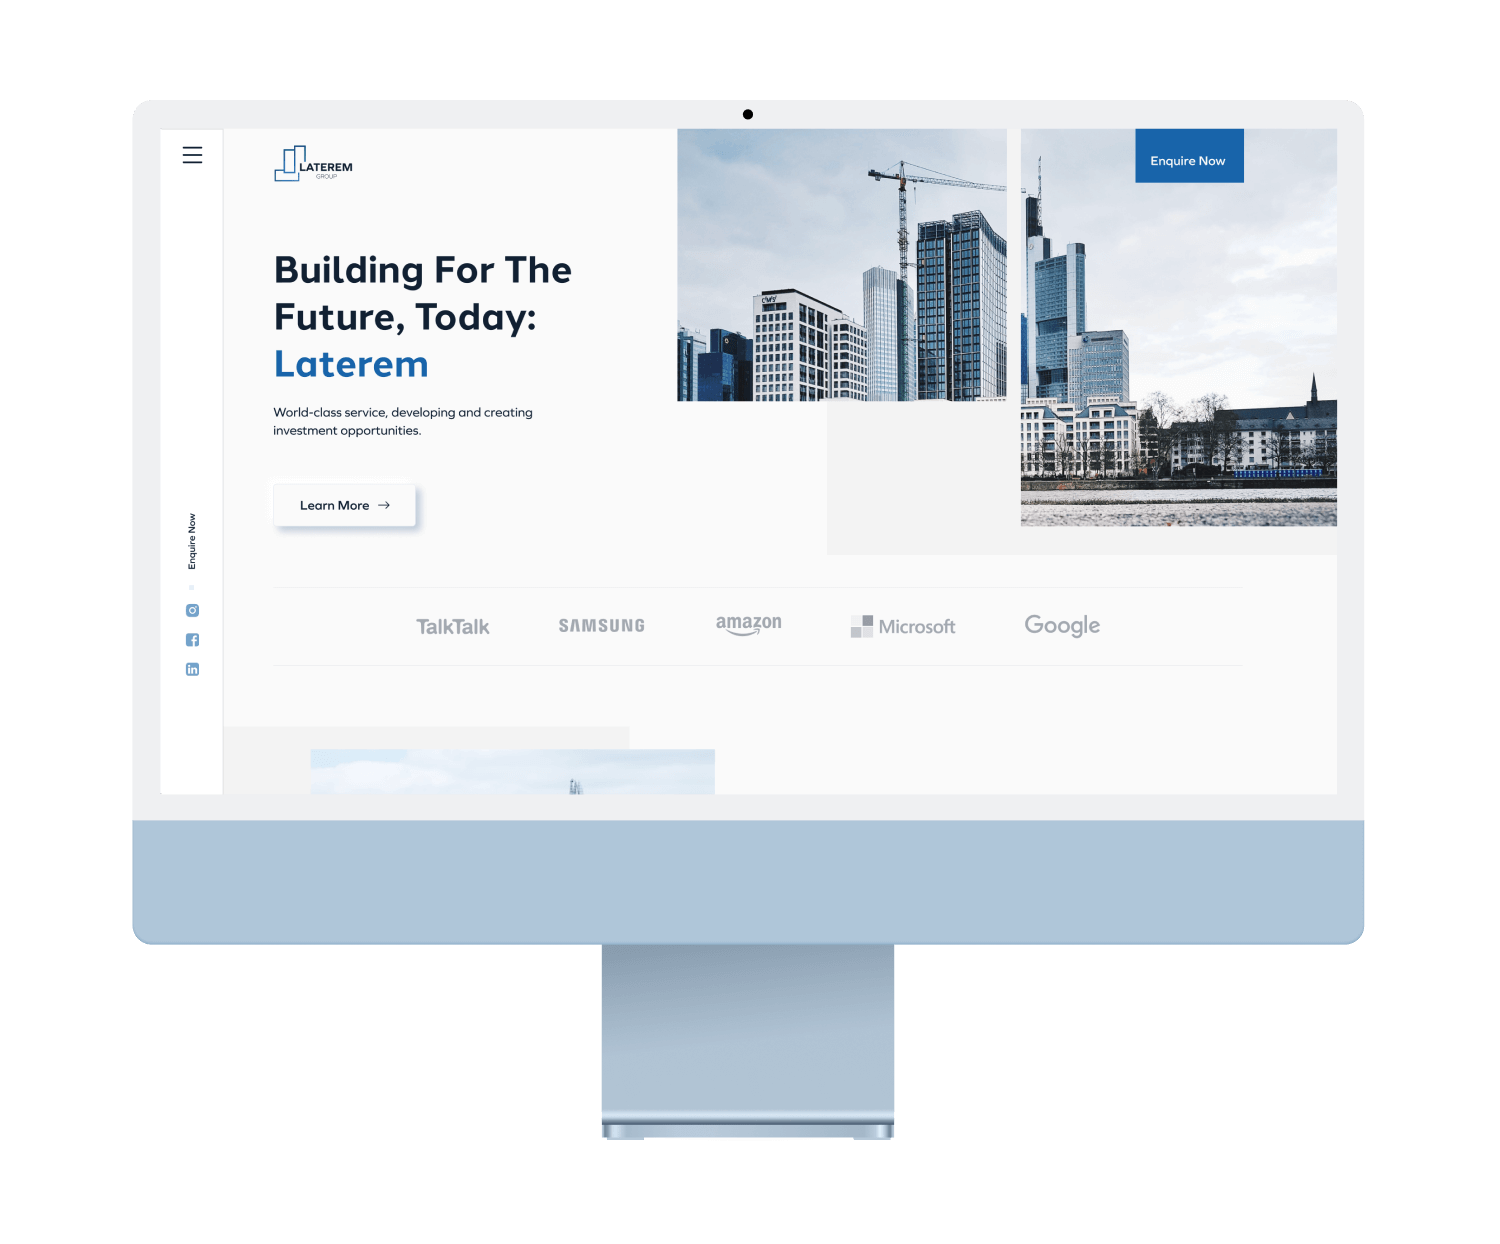 LATEREM
GROUP
Enquire Now
Building For The
Future, Today:
Laterem
World-class service, developing and creating
investment opportunities.
Learn More
Enquire Now
TalkTalk
SAMSUNG
amazon
Microsoft
Google